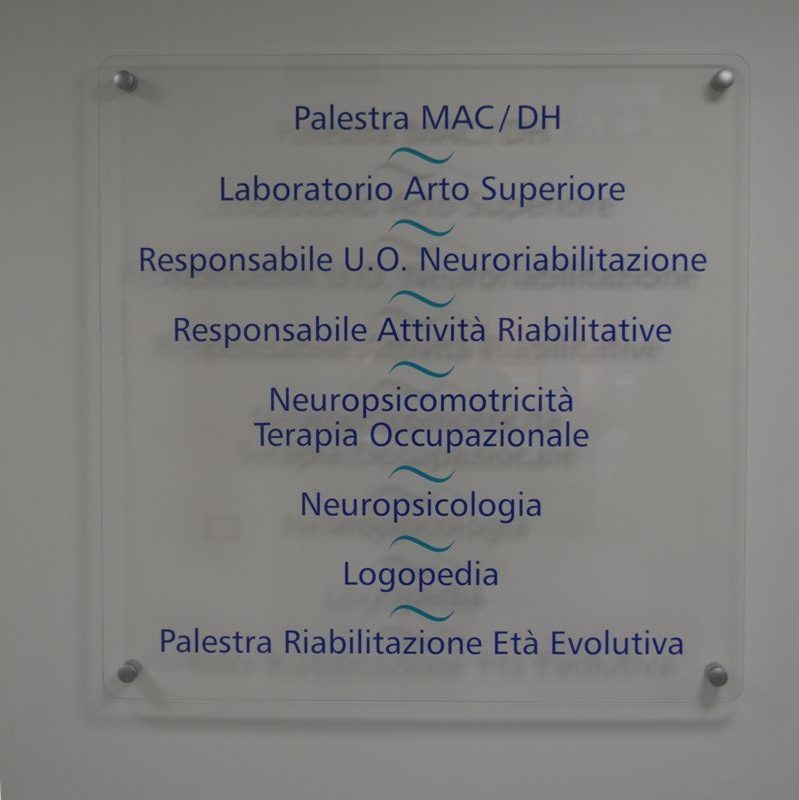 Palestra MAC/DH
Laboratorio Arto Superiore
Responsabile U.O. Neuroriabilitazione
Responsabile Attività Riabilitative
Neuropsicomotricità
Terapia Occupazionale
Neuropsicologia
Logopedia
Palestra Riabilitazione Età Evolutiva